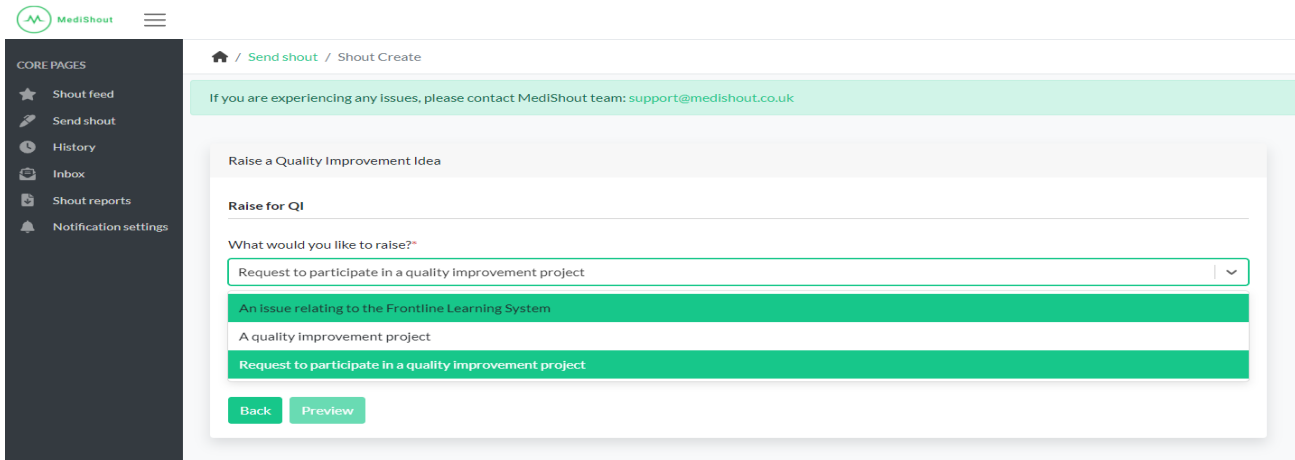 MediShout
CORE PAGES
Shout feed
Send shout
History
Inbox
Shout reports
Notification settings
/ Send shout / Shout Create
If you are experiencing any issues, please contact MediShout team: support@medishout.co.uk
Raise a Quality Improvement Idea
Raise for QI
What would you like to raise?*
Request to participate in a quality improvement project
An issue relating to the Frontline Learning System
A quality improvement project
Request to participate in a quality improvement project
Back Preview